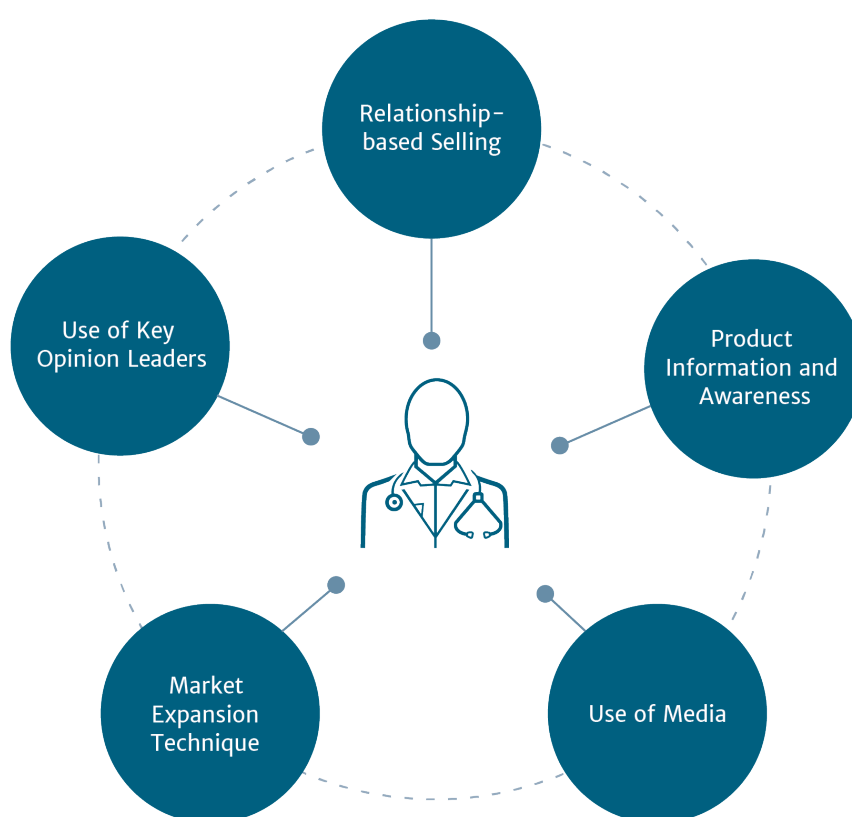 Relationship-
based Selling
Product
Information and
Awareness
Use of Media
Market
Expansion
Technique
Use of Key
Opinion Leaders